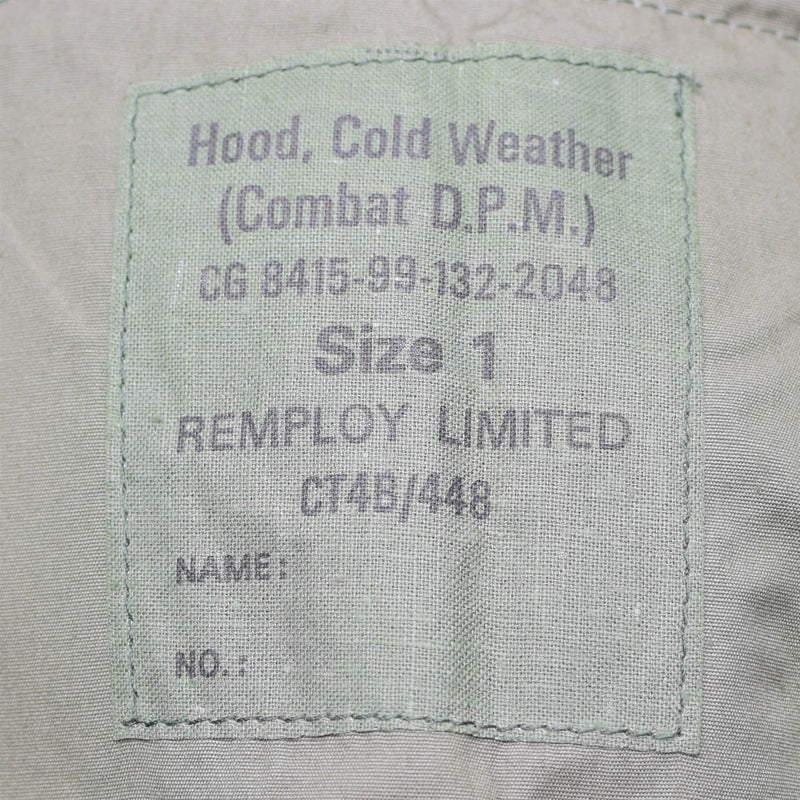 Hood, Cold Weather
(Combat D.P.M.)
CG 8415-99-132-2048
Size 1
REMPLOY LIMITED
CT4B/448
NAME:
NO.: